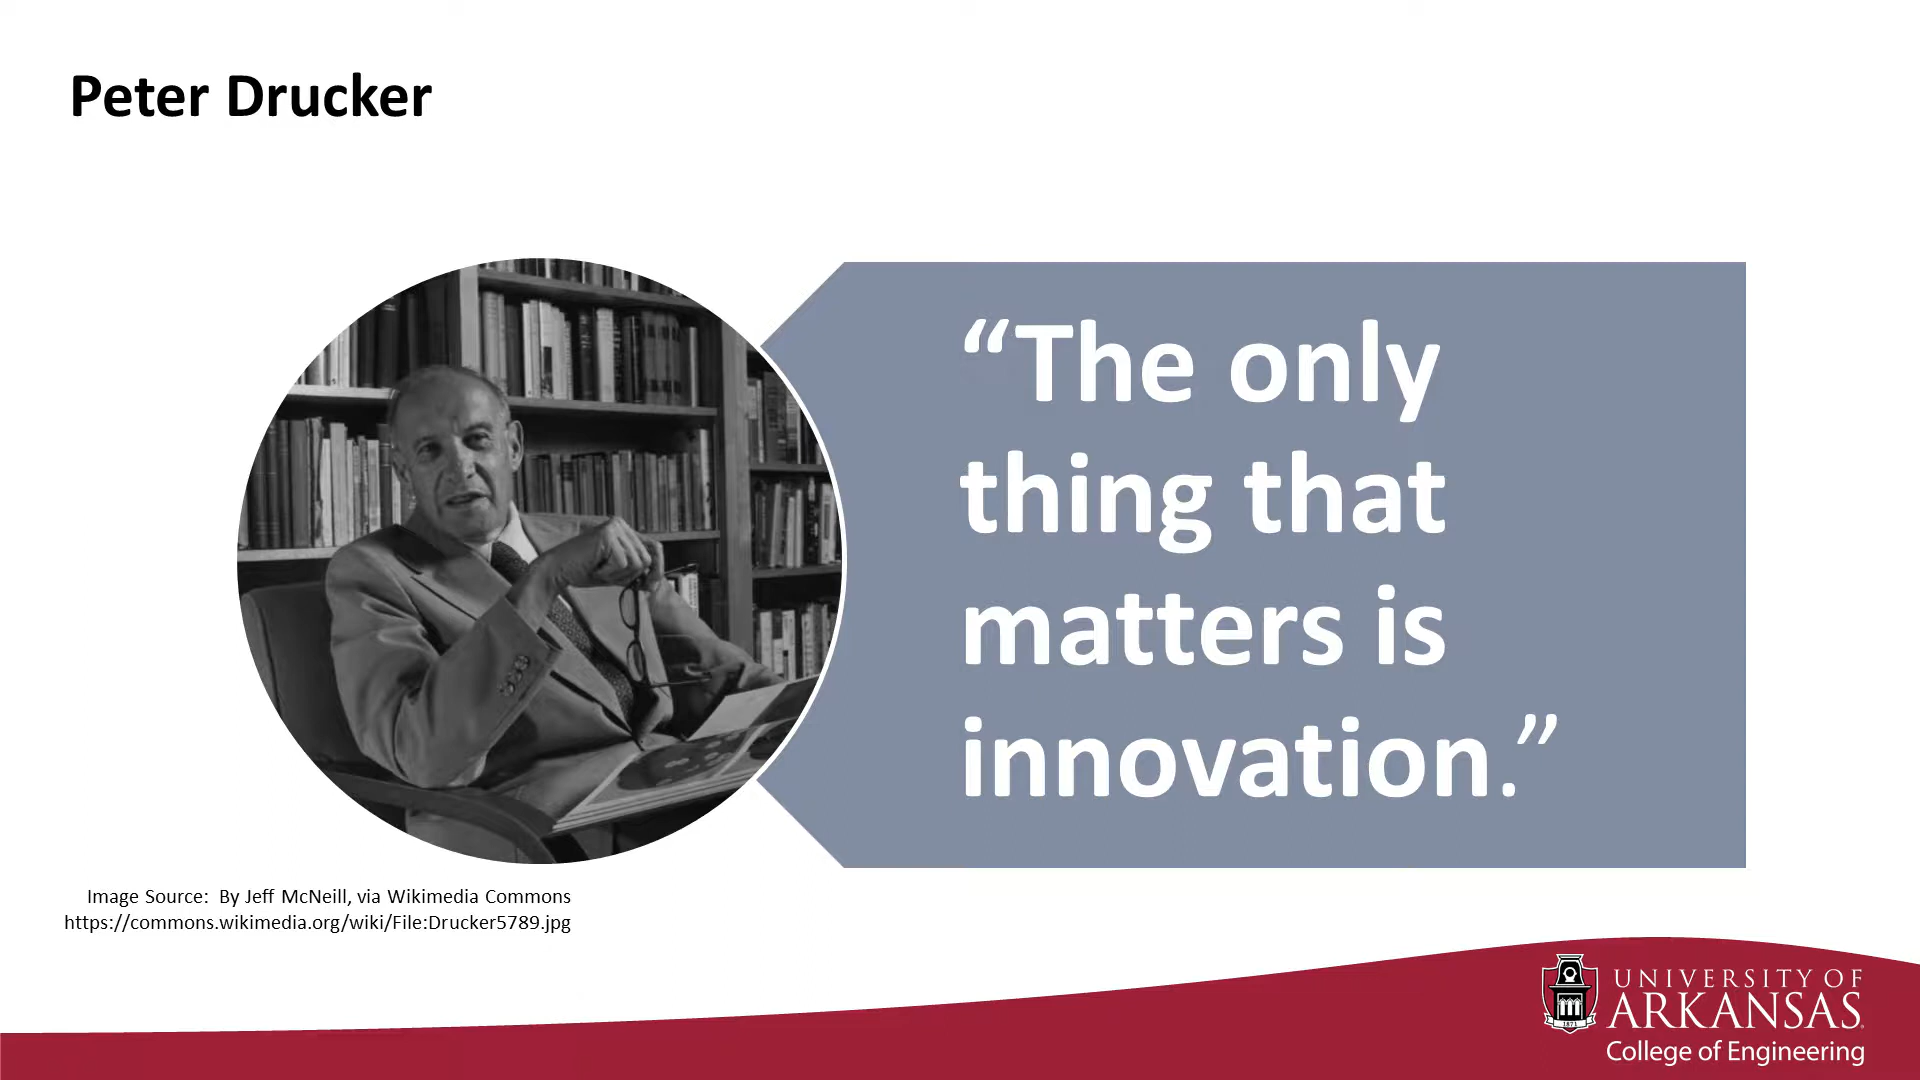 Peter Drucker
“The only
thing that
matters is
innovation.”
Image Source:  By Jeff McNeill, via Wikimedia Commons
https://commons.wikimedia.org/wiki/File:Drucker5789.jpg
1871
UNIVERSITY OF
ARKANSAS
College of Engineering